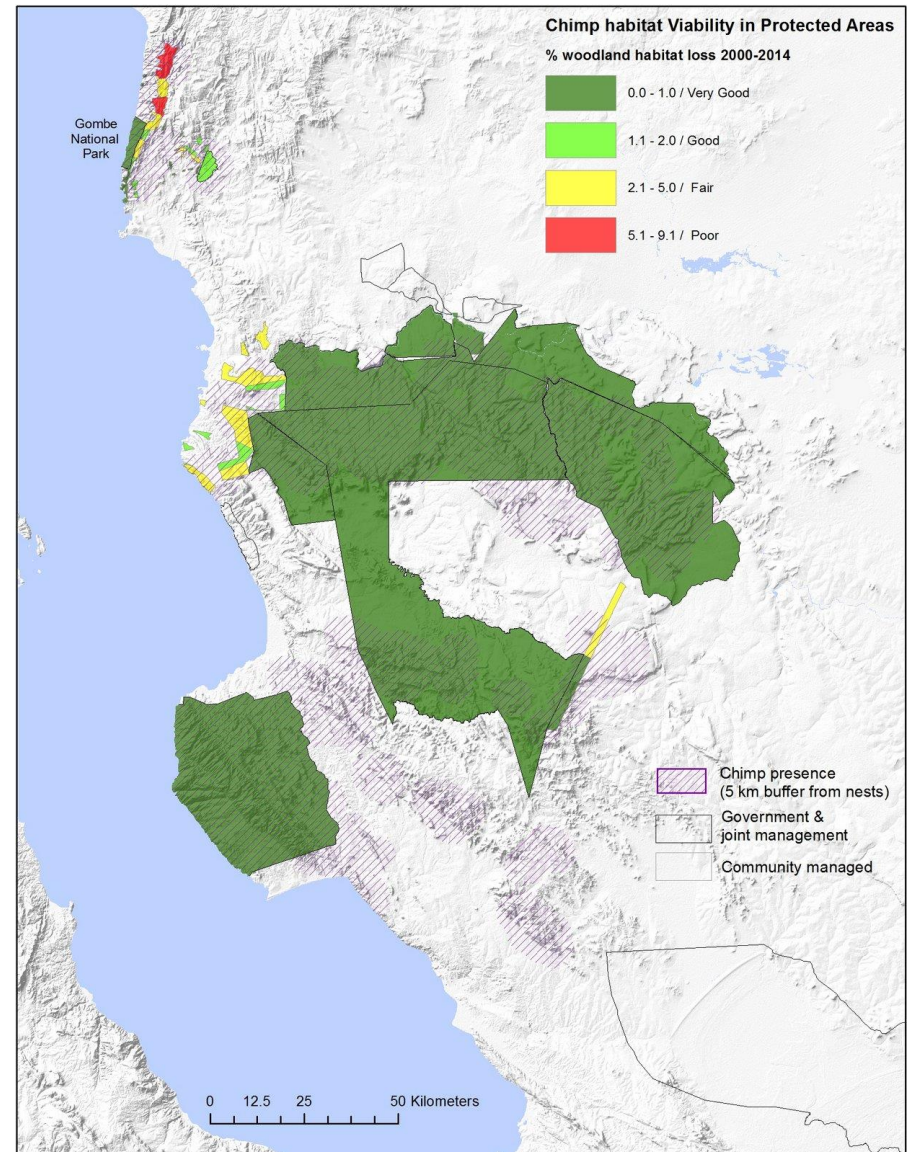 Chimp habitat Viability in Protected Areas
% woodland habitat loss 2000-2014
0.0 - 1.0 / Very Good
1.1 - 2.0 / Good
2.1 - 5.0 /  Fair
5.1 - 9.1 /  Poor
Gombe
National
Park
Chimp presence
(5 km buffer from nests)
Government &
joint management
Community managed
0 12.5 25 50 Kilometers